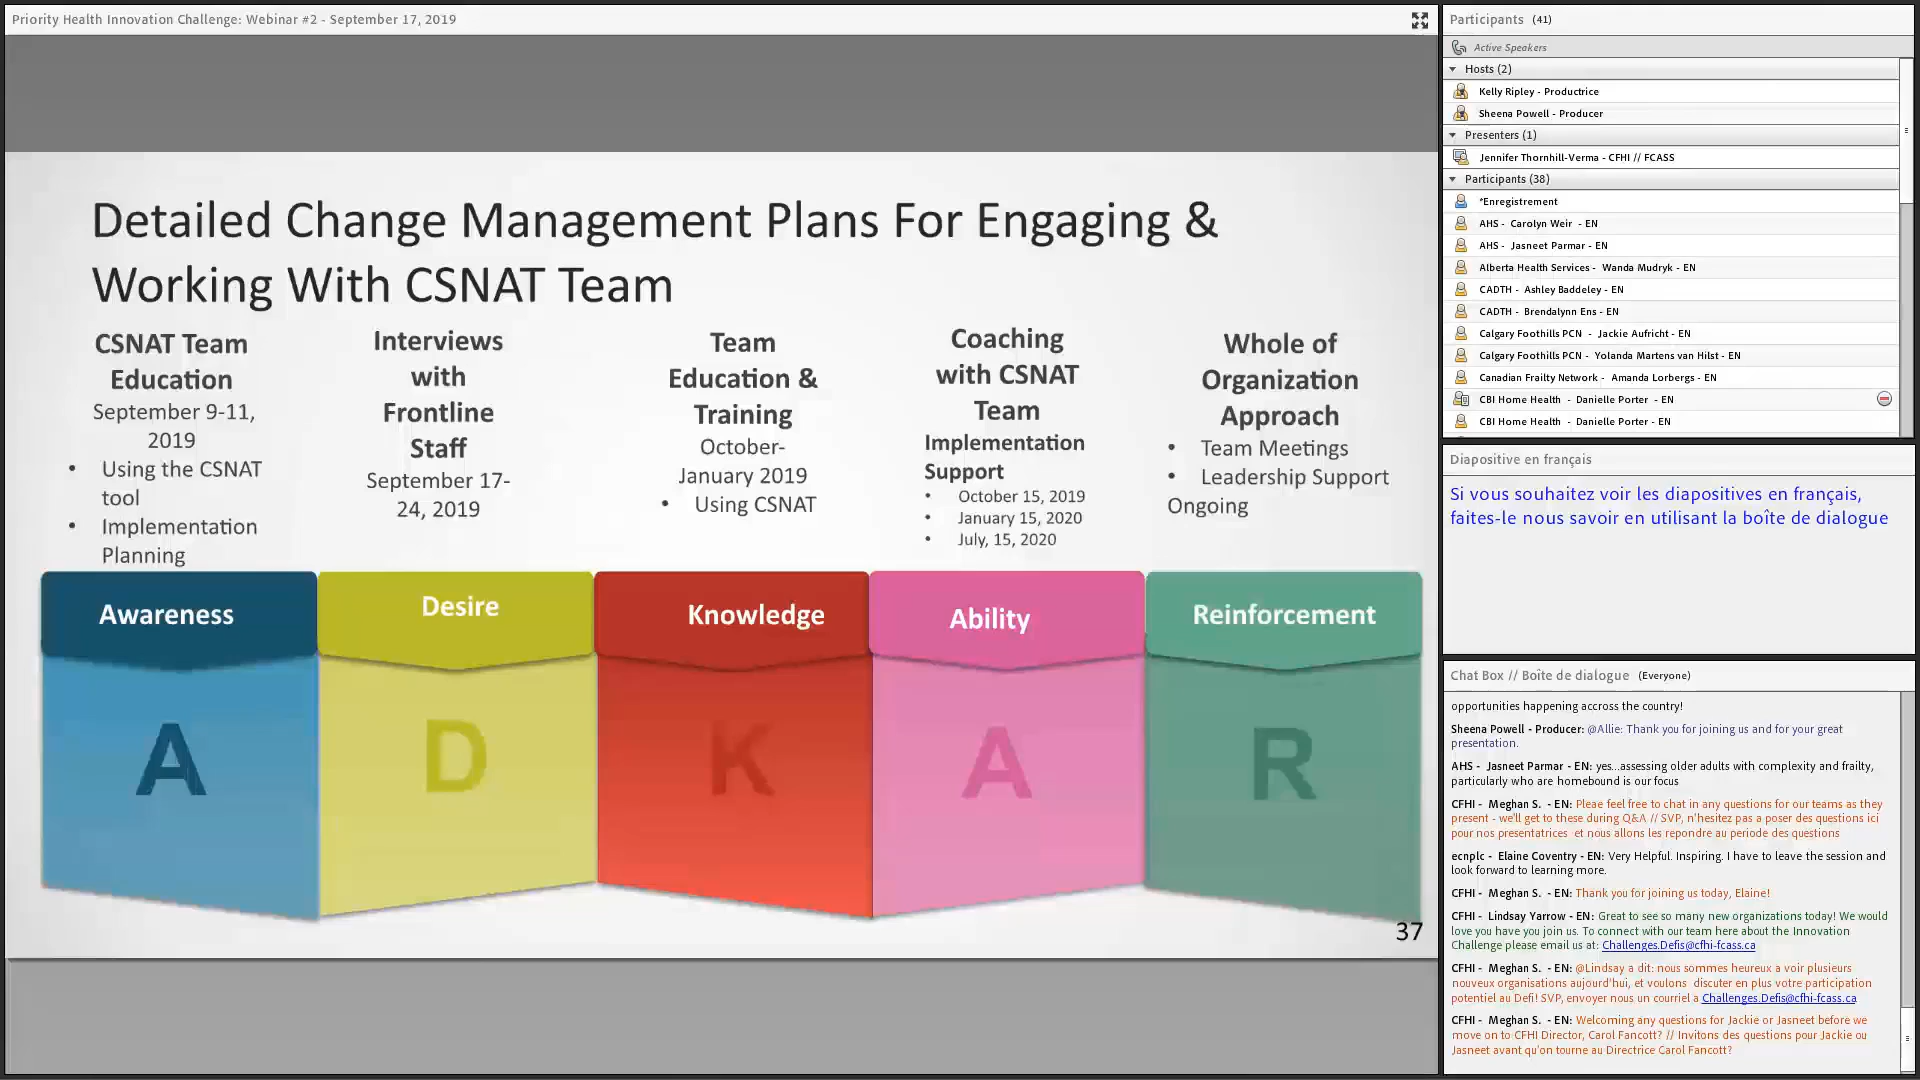 Priority Health Innovation Challenge: Webinar #2 - September 17, 2019
Detailed Change Management Plans For Engaging &
Working With CSNAT Team
CSNAT Team
Education
September 9-11,
2019
• Using the CSNAT
tool
• Implementation
Planning
Interviews
with
Frontline
Staff
September 17-
24, 2019
Team
Education &
Training
October-
January 2019
• Using CSNAT
Coaching
with CSNAT
Team
Implementation
Support
• October 15, 2019
• January 15, 2020
• July, 15, 2020
Whole of
Organization
Approach
• Team Meetings
• Leadership Support
Ongoing
Awareness
Desire
Knowledge
Ability
Reinforcement
A
D
K
A
R
37
Participants (41)
Active Speakers
Hosts (2)
Kelly Ripley - Productrice
Sheena Powell - Producer
Presenters (1)
Jennifer Thornhill-Verma - CFHI // FCASS
Participants (38)
*Enregistrement
AHS - Carolyn Weir - EN
AHS - Jasneet Parmar - EN
Alberta Health Services - Wanda Mudryk - EN
CADTH - Ashley Baddeley - EN
CADTH - Brendalynn Ens - EN
Calgary Foothills PCN - Jackie Aufricht - EN
Calgary Foothills PCN - Yolanda Martens van Hilst - EN
Canadian Frailty Network - Amanda Lorbergs - EN
CBI Home Health - Danielle Porter - EN
CBI Home Health - Danielle Porter - EN
Diapositive en français
Si vous souhaitez voir les diapositives en français,
faites-le nous savoir en utilisant la boîte de dialogue
Chat Box // Boîte de dialogue (Everyone)
opportunities happening accross the country!
Sheena Powell - Producer: @Allie: Thank you for joining us and for your great
presentation.
AHS - Jasneet Parmar - EN: yes...assessing older adults with complexity and frailty,
particularly who are homebound is our focus
CFHI - Meghan S. - EN: Pleae feel free to chat in any questions for our teams as they
present - we'll get to these during Q&A // SVP, n'hesitez pas a poser des questions ici
pour nos presentatrices et nous allons les repondre au periode des questions
ecnplc - Elaine Coventry - EN: Very Helpful. Inspiring. I have to leave the session and
look forward to learning more.
CFHI - Meghan S. - EN: Thank you for joining us today, Elaine!
CFHI - Lindsay Yarrow - EN: Great to see so many new organizations today! We would
love you have you join us. To connect with our team here about the Innovation
Challenge please email us at: Challenges.Defis@cfhi-fcass.ca
CFHI - Meghan S. - EN: @Lindsay a dit: nous sommes heureux a voir plusieurs
nouveux organisations aujourd'hui, et voulons discuter en plus votre participation
potentiel au Defi! SVP, envoyer nous un courriel a Challenges.Defis@cfhi-fcass.ca
CFHI - Meghan S. - EN: Welcoming any questions for Jackie or Jasneet before we
move on to CFHI Director, Carol Fancott? // Invitons des questions pour Jackie ou
Jasneet avant qu'on tourne au Directrice Carol Fancott?